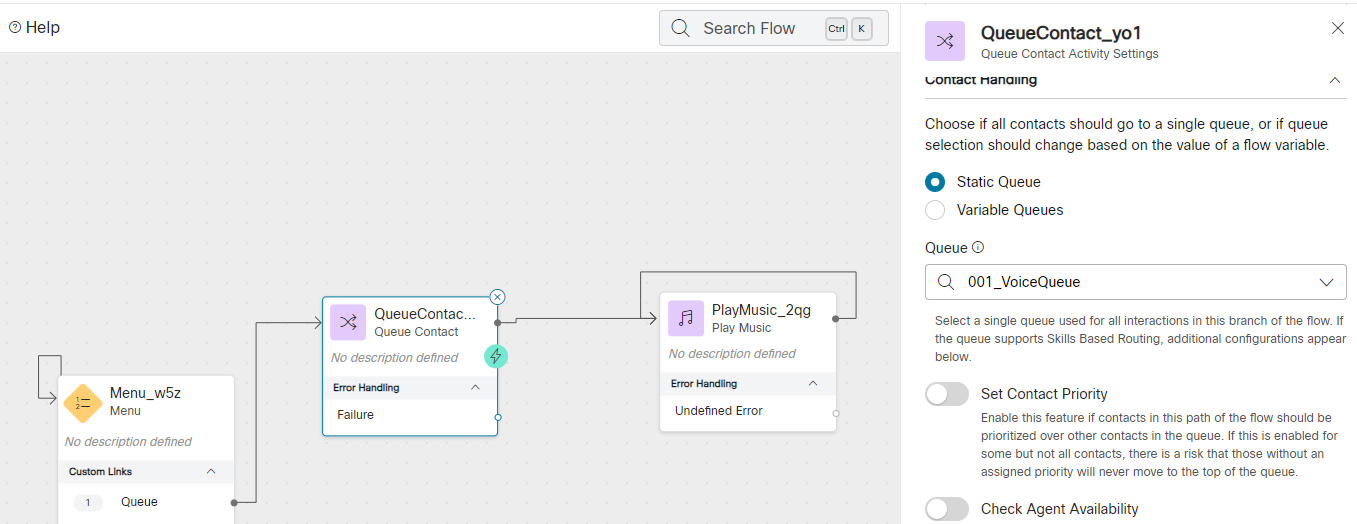 Help
Search Flow Ctrl K
QueueContact_yo1
Queue Contact Activity Settings
Contact Handling
Choose if all contacts should go to a single queue, or if queue
selection should change based on the value of a flow variable.
Static Queue
Variable Queues
Queue
001_VoiceQueue
Select a single queue used for all interactions in this branch of the flow. If
the queue supports Skills Based Routing, additional configurations appear
below.
Set Contact Priority
Enable this feature if contacts in this path of the flow should be
prioritized over other contacts in the queue. If this is enabled for
some but not all contacts, there is a risk that those without an
assigned priority will never move to the top of the queue.
Check Agent Availability
Menu_w5z
Menu
No description defined
Custom Links
1 Queue
QueueContac...
Queue Contact
No description defined
Error Handling
Failure
PlayMusic_2qg
Play Music
No description defined
Error Handling
Undefined Error